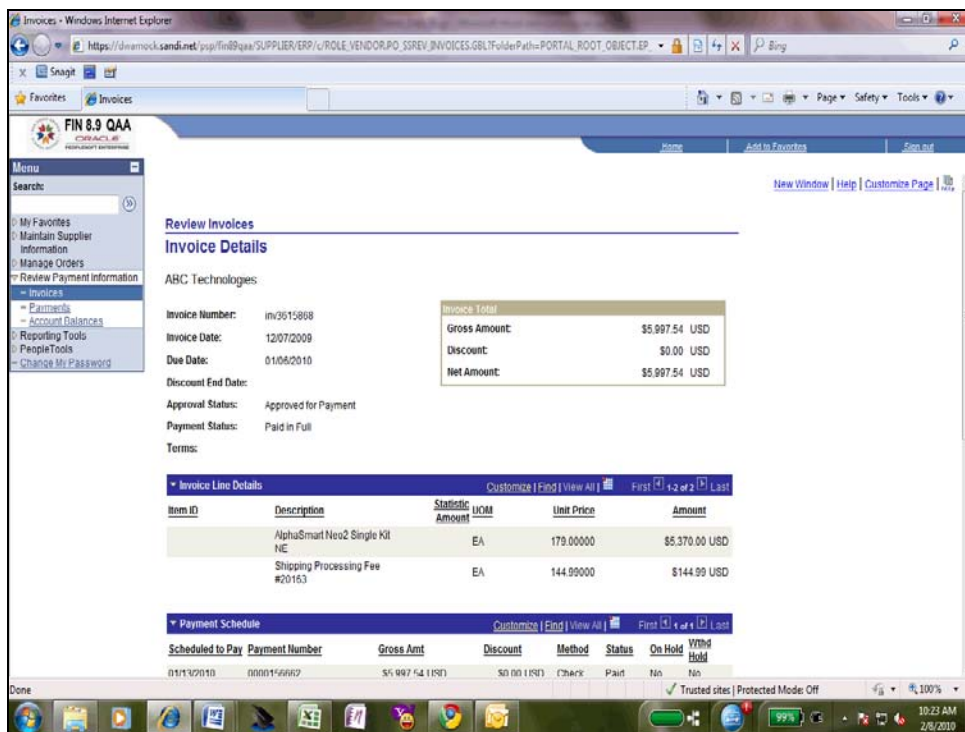 Invoices - Windows Internet Explorer
https://dwarnock.sandi.net/psp/fin89qaa/SUPPLIER/ERP/c/ROLE_VENDOR.PO_SSREV_INVOICES.GBL?FolderPath=PORTAL_ROOT_OBJECT.EP_
Bing
x Snagit
Favorites Invoices Page Safety Tools
FIN 8.9 QAA
ORACLE
PEOPLESOFT ENTERPRISE
Home Add to Favorites Sign out
Menu
Search:
New Window | Help | Customize Page |
My Favorites
Maintain Supplier
Information
Manage Orders
Review Payment Information
- Invoices
- Payments
- Account Balances
Reporting Tools
PeopleTools
- Change My Password
Review Invoices
Invoice Details
ABC Technologies
Invoice Number: inv3615868
Invoice Date: 12/07/2009
Due Date: 01/06/2010
Discount End Date:
Approval Status: Approved for Payment
Payment Status: Paid in Full
Terms:
Invoice Total
Gross Amount: $5,997.54 USD
Discount: $0.00 USD
Net Amount: $5,997.54 USD
Invoice Line Details Customize | Find | View All | First 1-2 of 2 Last
Item ID Description Statistic Amount UOM Unit Price Amount
AlphaSmart Neo2 Single Kit NE EA 179.00000 $5,370.00 USD
Shipping Processing Fee #20163 EA 144.99000 $144.99 USD
Payment Schedule Customize | Find | View All | First 1 of 1 Last
Scheduled to Pay Payment Number Gross Amt Discount Method Status On Hold Wthd Hold
01/13/2010 0000156662 $5,997.54 USD $0.00 USD Check Paid No No
Done Trusted sites | Protected Mode: Off 100%
99%
10:23 AM
2/8/2010